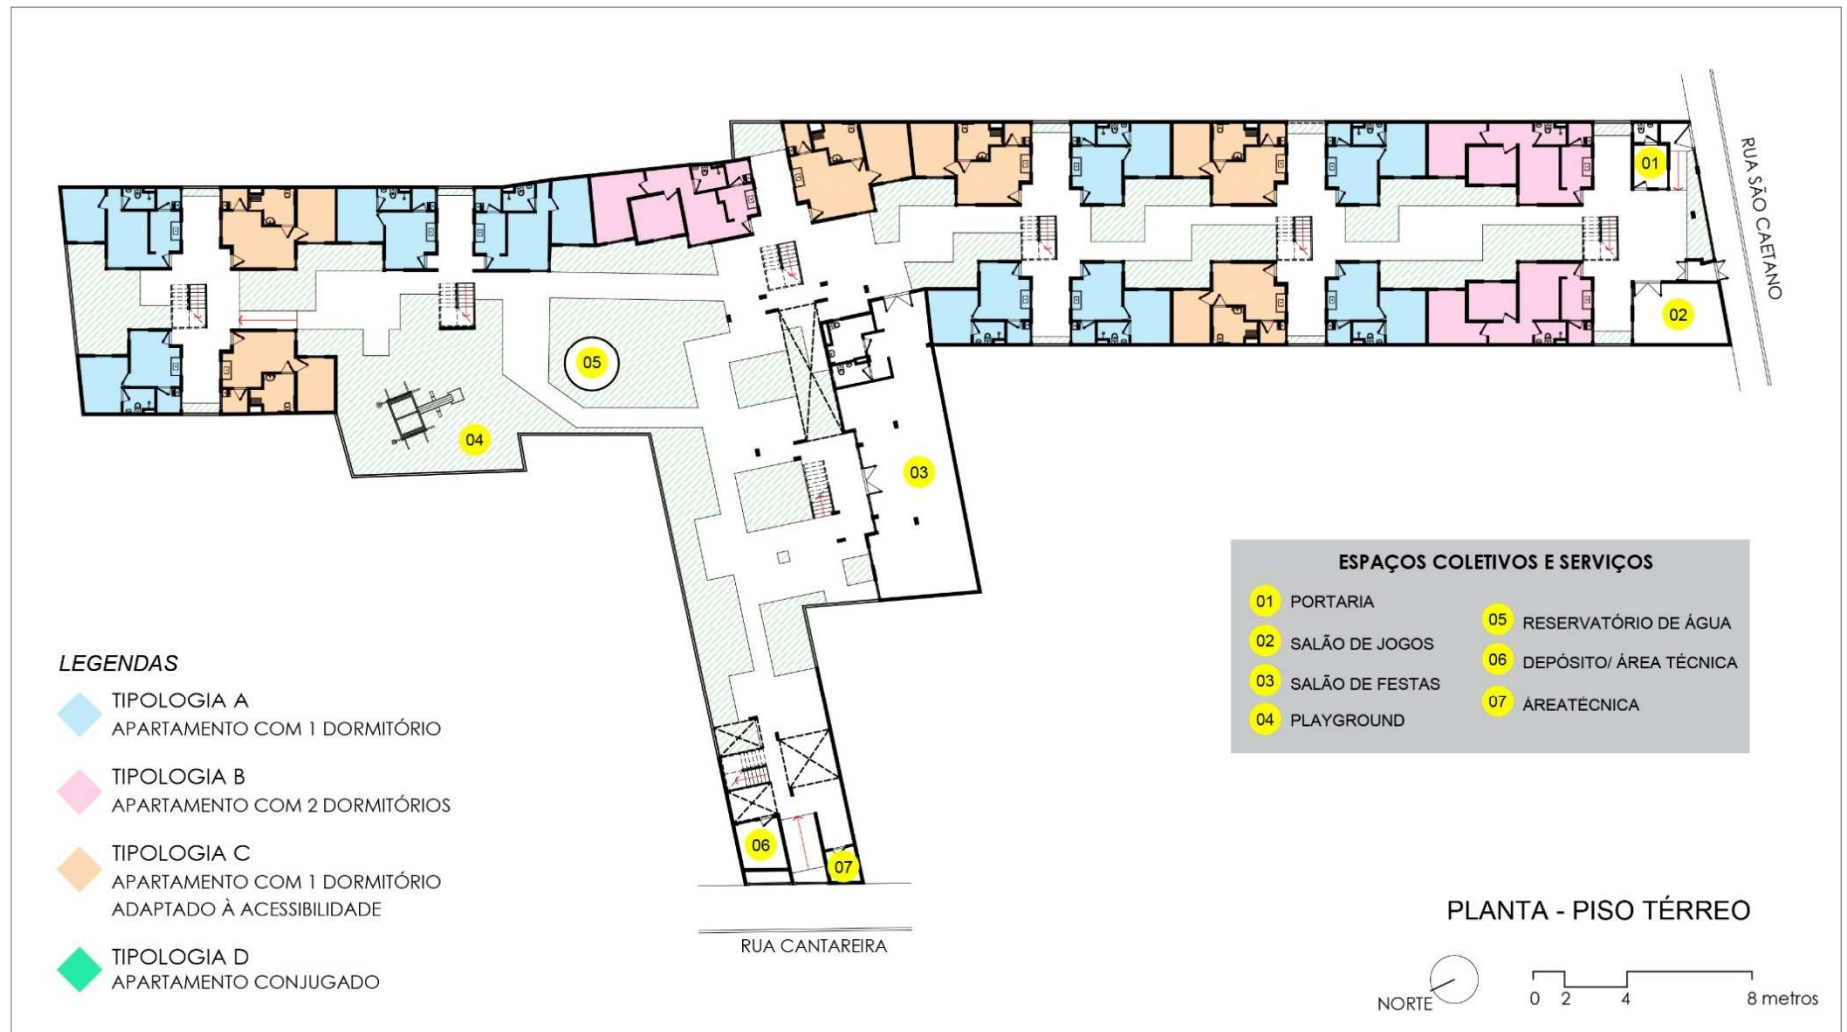 RUA SÃO CAETANO
01
02
05
04
03
06
07
RUA CANTAREIRA
ESPAÇOS COLETIVOS E SERVIÇOS
01 PORTARIA
02 SALÃO DE JOGOS
03 SALÃO DE FESTAS
04 PLAYGROUND
05 RESERVATÓRIO DE ÁGUA
06 DEPÓSITO/ ÁREA TÉCNICA
07 ÁREATÉCNICA
LEGENDAS
TIPOLOGIA A
APARTAMENTO COM 1 DORMITÓRIO
TIPOLOGIA B
APARTAMENTO COM 2 DORMITÓRIOS
TIPOLOGIA C
APARTAMENTO COM 1 DORMITÓRIO
ADAPTADO À ACESSIBILIDADE
TIPOLOGIA D
APARTAMENTO CONJUGADO
PLANTA - PISO TÉRREO
NORTE
0 2 4 8 metros